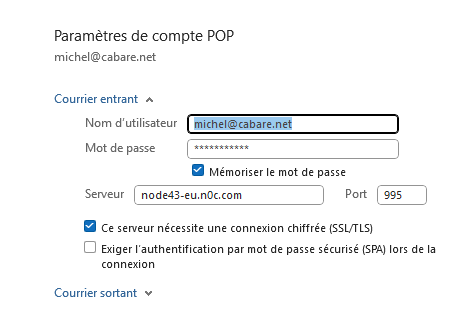 Paramètres de compte POP
michel@cabare.net
Courrier entrant
Nom d'utilisateur michel@cabare.net
Mot de passe ***********
Mémoriser le mot de passe
Serveur node43-eu.n0c.com Port 995
Ce serveur nécessite une connexion chiffrée (SSL/TLS)
Exiger l'authentification par mot de passe sécurisé (SPA) lors de la
connexion
Courrier sortant